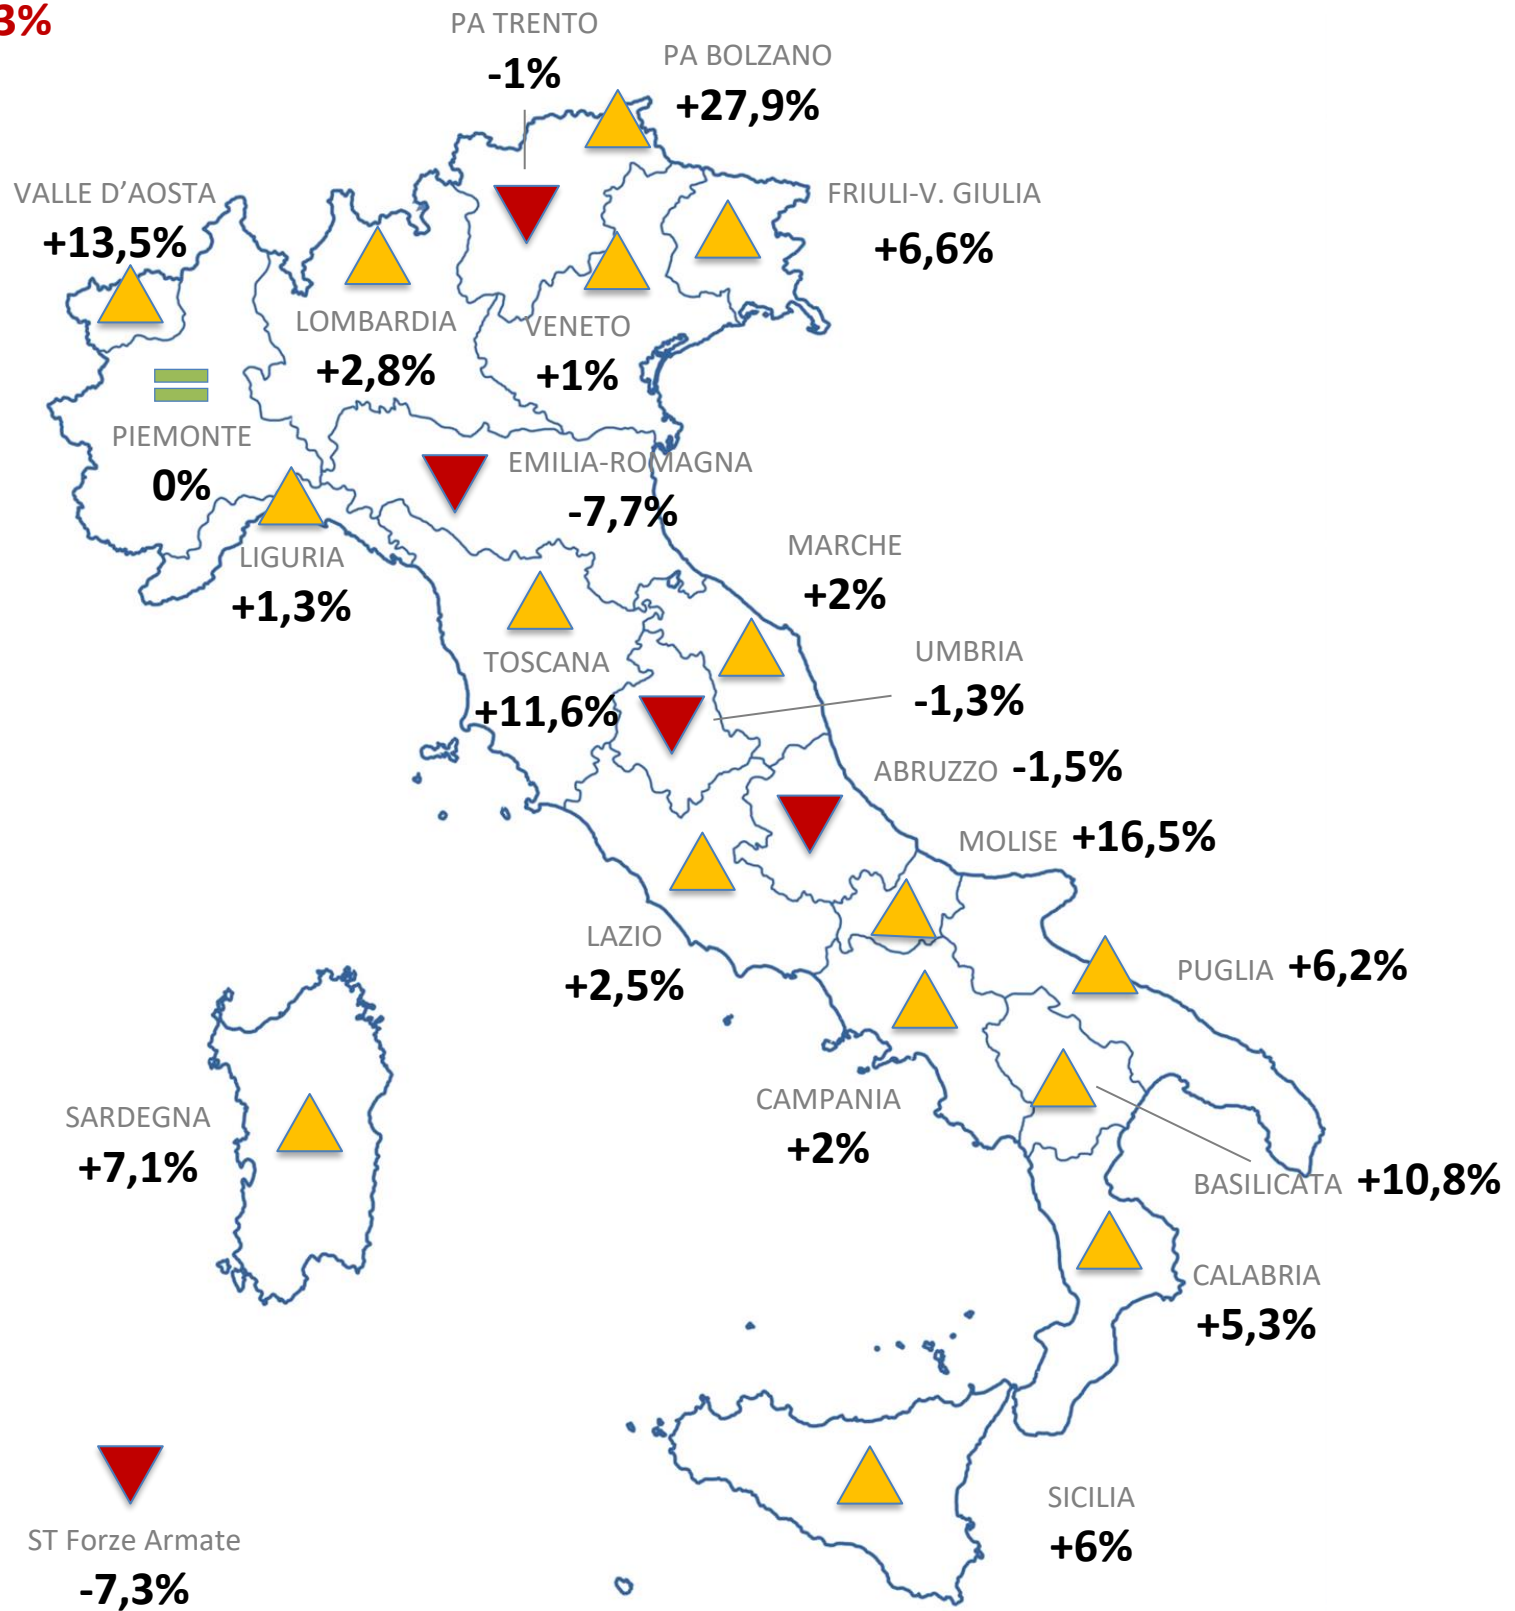 3%
PA TRENTO
-1%
PA BOLZANO
+27,9%
VALLE D’AOSTA
+13,5%
FRIULI-V. GIULIA
+6,6%
LOMBARDIA
+2,8%
VENETO
+1%
PIEMONTE
0%
EMILIA-ROMAGNA
-7,7%
LIGURIA
+1,3%
MARCHE
+2%
TOSCANA
+11,6%
UMBRIA
-1,3%
ABRUZZO -1,5%
MOLISE +16,5%
LAZIO
+2,5%
PUGLIA +6,2%
CAMPANIA
+2%
SARDEGNA
+7,1%
BASILICATA +10,8%
CALABRIA
+5,3%
SICILIA
+6%
ST Forze Armate
-7,3%